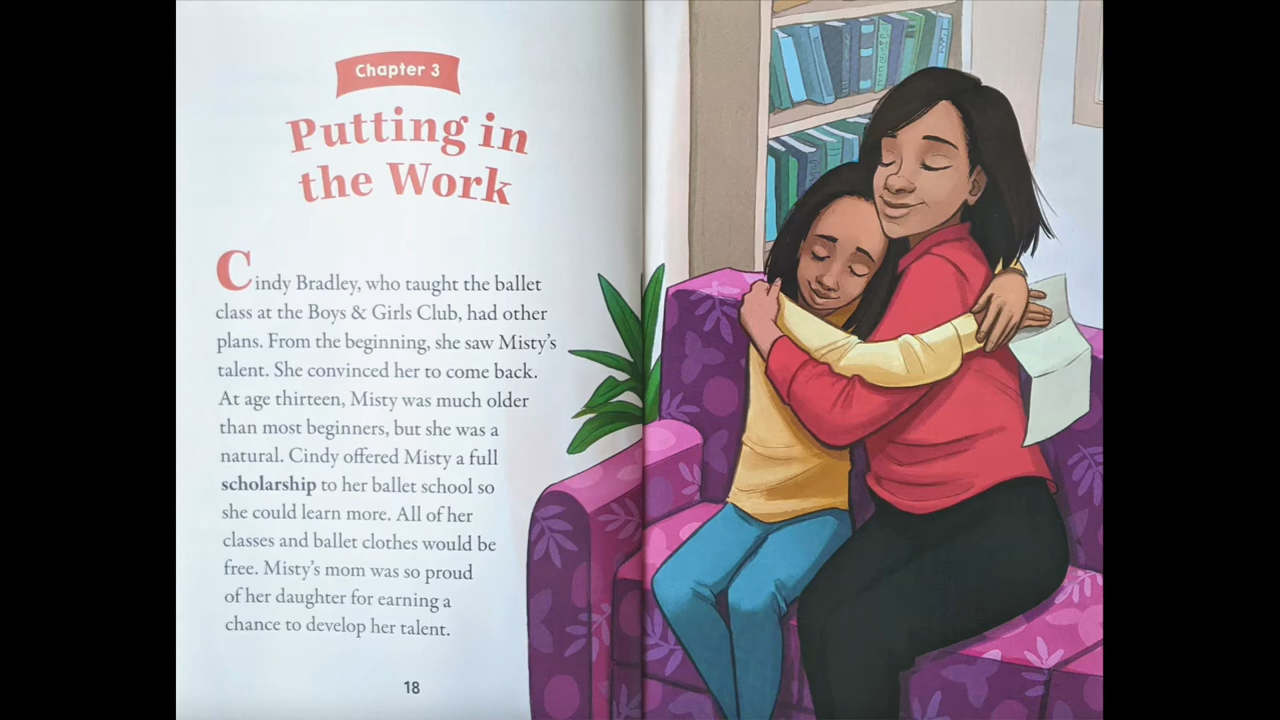 Chapter 3
Putting in
the Work
Cindy Bradley, who taught the ballet
class at the Boys & Girls Club, had other
plans. From the beginning, she saw Misty's
talent. She convinced her to come back.
At age thirteen, Misty was much older
than most beginners, but she was a
natural. Cindy offered Misty a full
scholarship to her ballet school so
she could learn more. All of her
classes and ballet clothes would be
free. Misty's mom was so proud
of her daughter for earning a
chance to develop her talent.
18